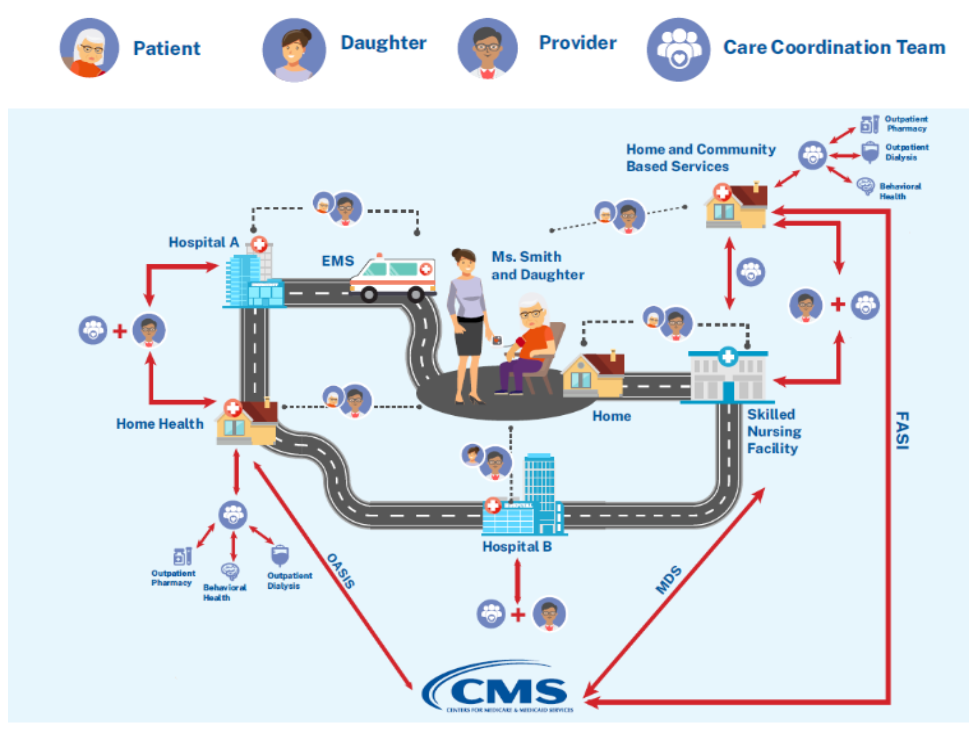 Patient
Daughter
Provider
Care Coordination Team
Outpatient
Pharmacy
Home and Community
Based Services
Outpatient
Dialysis
Behavioral
Health
Hospital A
EMS
Ms. Smith
and Daughter
Home Health
Home
Skilled
Nursing
Facility
FASI
HOSPITAL
Hospital B
OASIS
MDS
Outpatient
Pharmacy
Behavioral
Health
Outpatient
Dialysis
CMS
CENTERS FOR MEDICARE & MEDICAID SERVICES